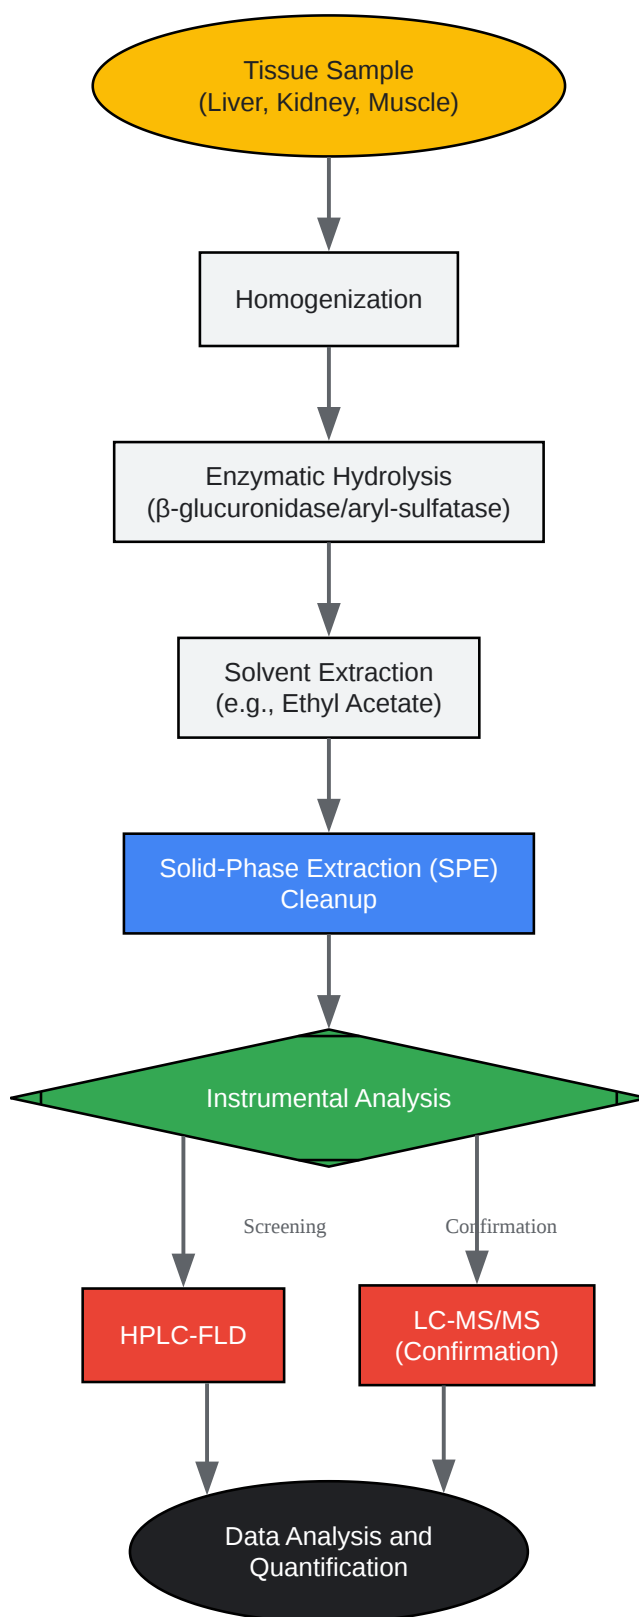 Tissue Sample
(Liver, Kidney, Muscle)
Homogenization
Enzymatic Hydrolysis
(β-glucuronidase/aryl-sulfatase)
Solvent Extraction
(e.g., Ethyl Acetate)
Solid-Phase Extraction (SPE)
Cleanup
Instrumental Analysis
Screening
Confirmation
HPLC-FLD
LC-MS/MS
(Confirmation)
Data Analysis and
Quantification